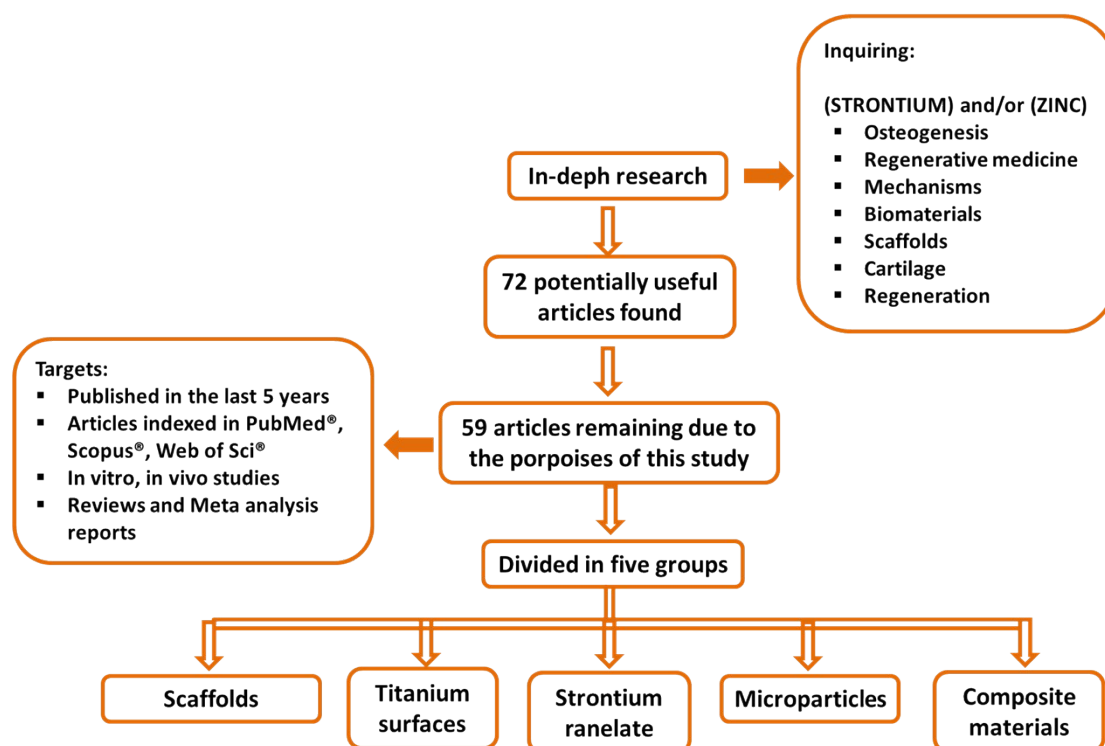 Inquiring:
(STRONTIUM) and/or (ZINC)
▪ Osteogenesis
▪ Regenerative medicine
▪ Mechanisms
▪ Biomaterials
▪ Scaffolds
▪ Cartilage
▪ Regeneration
In-deph research
72 potentially useful
articles found
Targets:
▪ Published in the last 5 years
▪ Articles indexed in PubMed®,
Scopus®, Web of Sci®
▪ In vitro, in vivo studies
▪ Reviews and Meta analysis
reports
59 articles remaining due to
the porpoises of this study
Divided in five groups
Scaffolds
Titanium
surfaces
Strontium
ranelate
Microparticles
Composite
materials